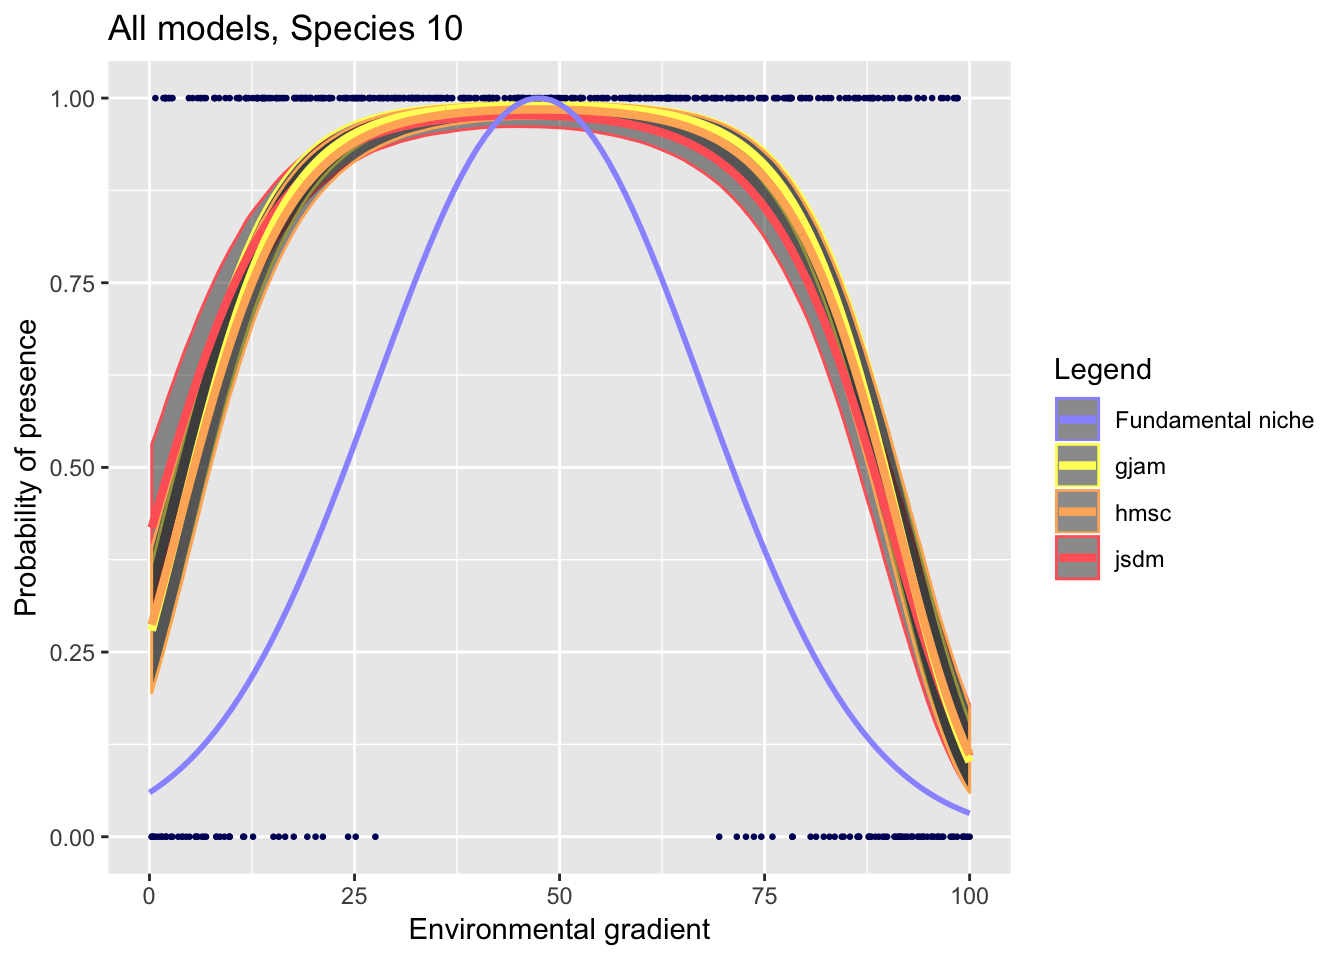 All models, Species 10
Probability of presence
1.00
0.75
0.50
0.25
0.00
0
25
50
75
100
Environmental gradient
Legend
Fundamental niche
gjam
hmsc
jsdm